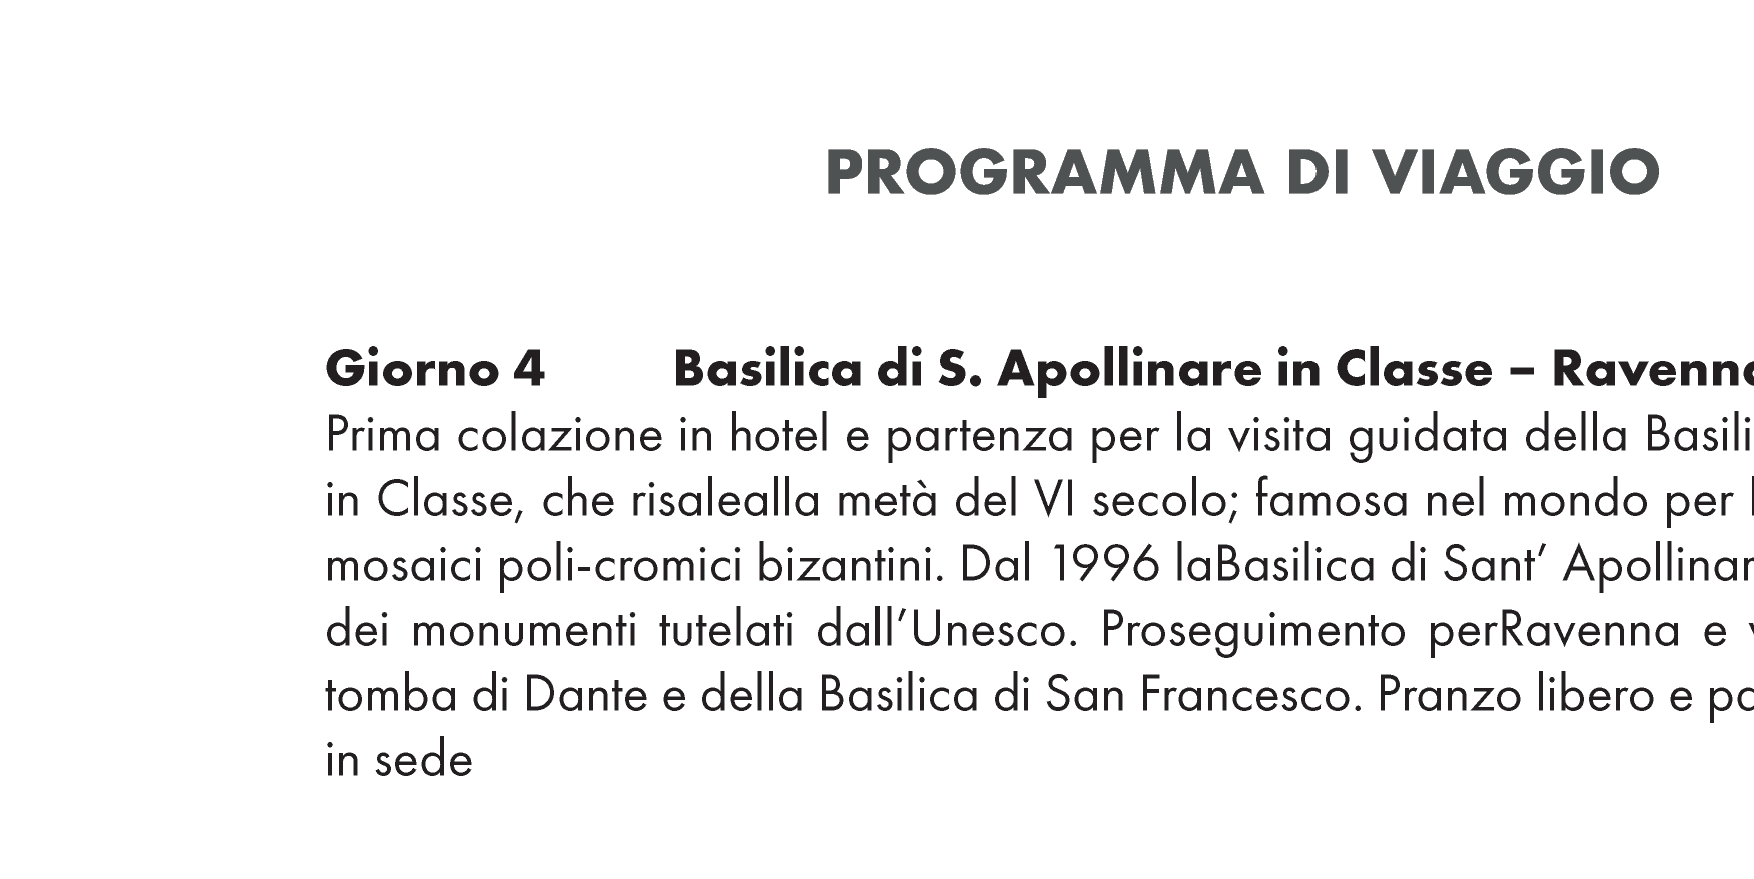 PROGRAMMA DI VIAGGIO
Giorno 4 Basilica di S. Apollinare in Classe – Ravenna
Prima colazione in hotel e partenza per la visita guidata della
in Classe, che risalealla metà del VI secolo; famosa nel mondo per
mosaici poli-cromici bizantini. Dal 1996 laBasilica di Sant’
dei monumenti tutelati dall’Unesco. Proseguimento perRavenna e
tomba di Dante e della Basilica di San Francesco. Pranzo libero e
in sede